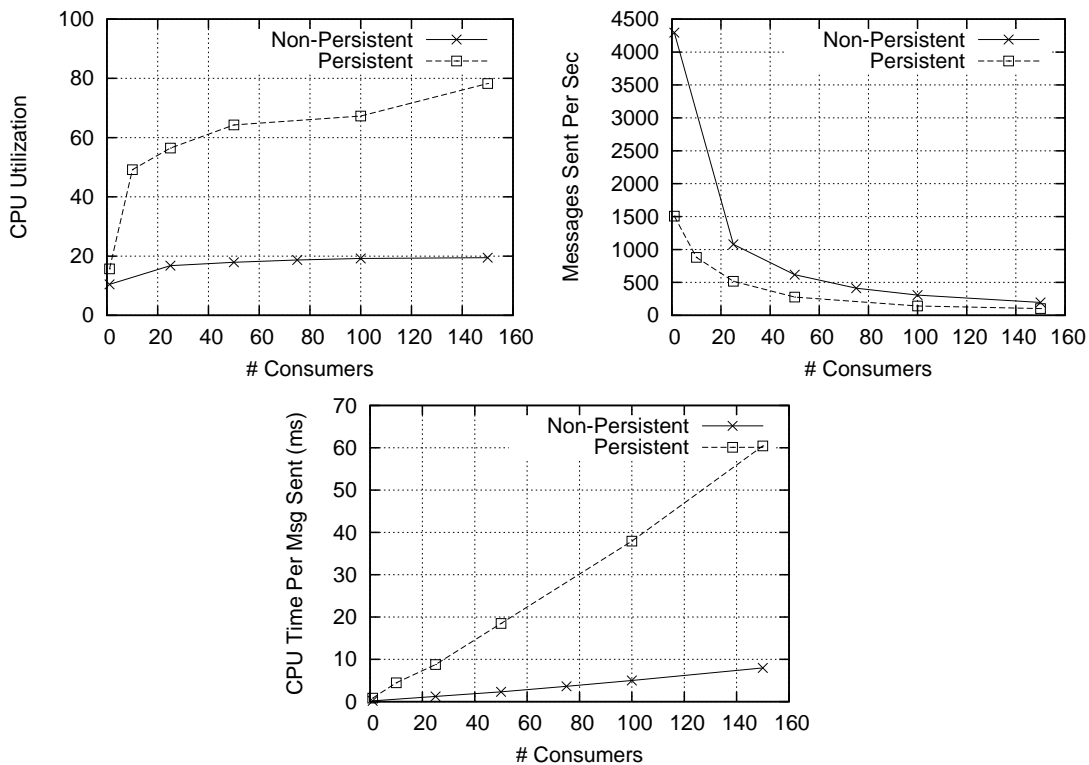 CPU Utilization
100
80
60
40
20
0
0 20 40 60 80 100 120 140 160
# Consumers
Non-Persistent
Persistent
Messages Sent Per Sec
4500
4000
3500
3000
2500
2000
1500
1000
500
0
0 20 40 60 80 100 120 140 160
# Consumers
Non-Persistent
Persistent
CPU Time Per Msg Sent (ms)
70
60
50
40
30
20
10
0
0 20 40 60 80 100 120 140 160
# Consumers
Non-Persistent
Persistent